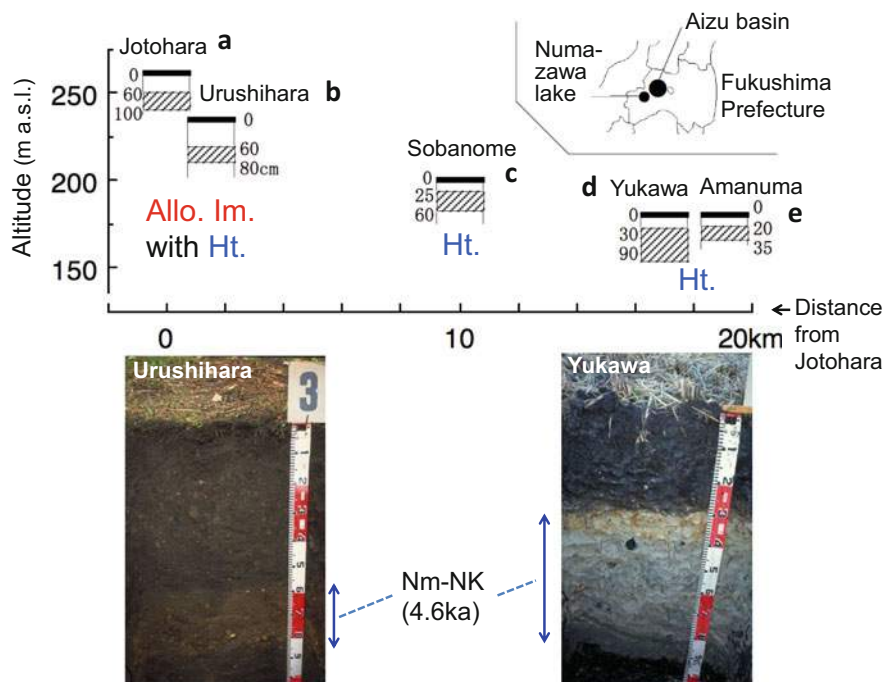 Jotohara a
0
60
100
Urushihara b
0
60
80cm
Allo. Im.
with Ht.
Sobanome
c
0
25
60
Ht.
d Yukawa
0
30
90
Amanuma
e
0
20
35
Ht.
Aizu basin
Numa-
zawa
lake
Fukushima
Prefecture
Altitude (m a.s.l.)
250
200
150
0 10 20km
Distance
from
Jotohara
Urushihara
3
Yukawa
Nm-NK
(4.6ka)